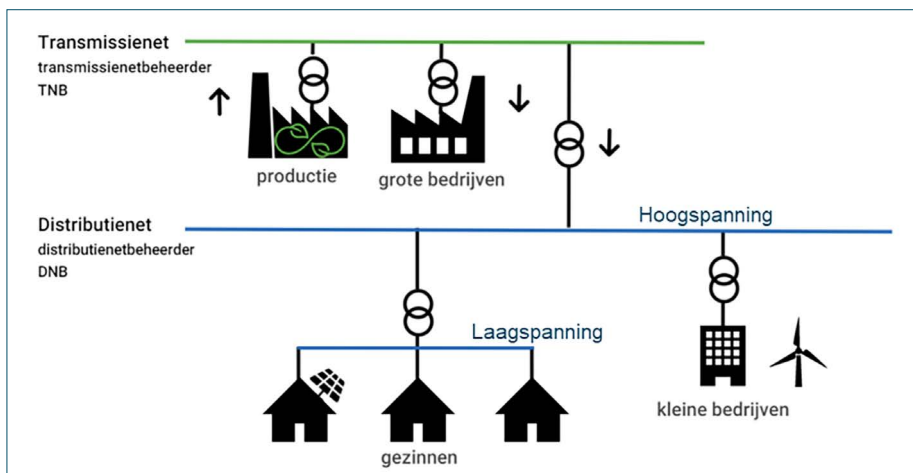 Transmissienet
transmissienetbeheerder
TNB
productie
grote bedrijven
Distributienet
distributienetbeheerder
DNB
Hoogspanning
Laagspanning
kleine bedrijven
gezinnen